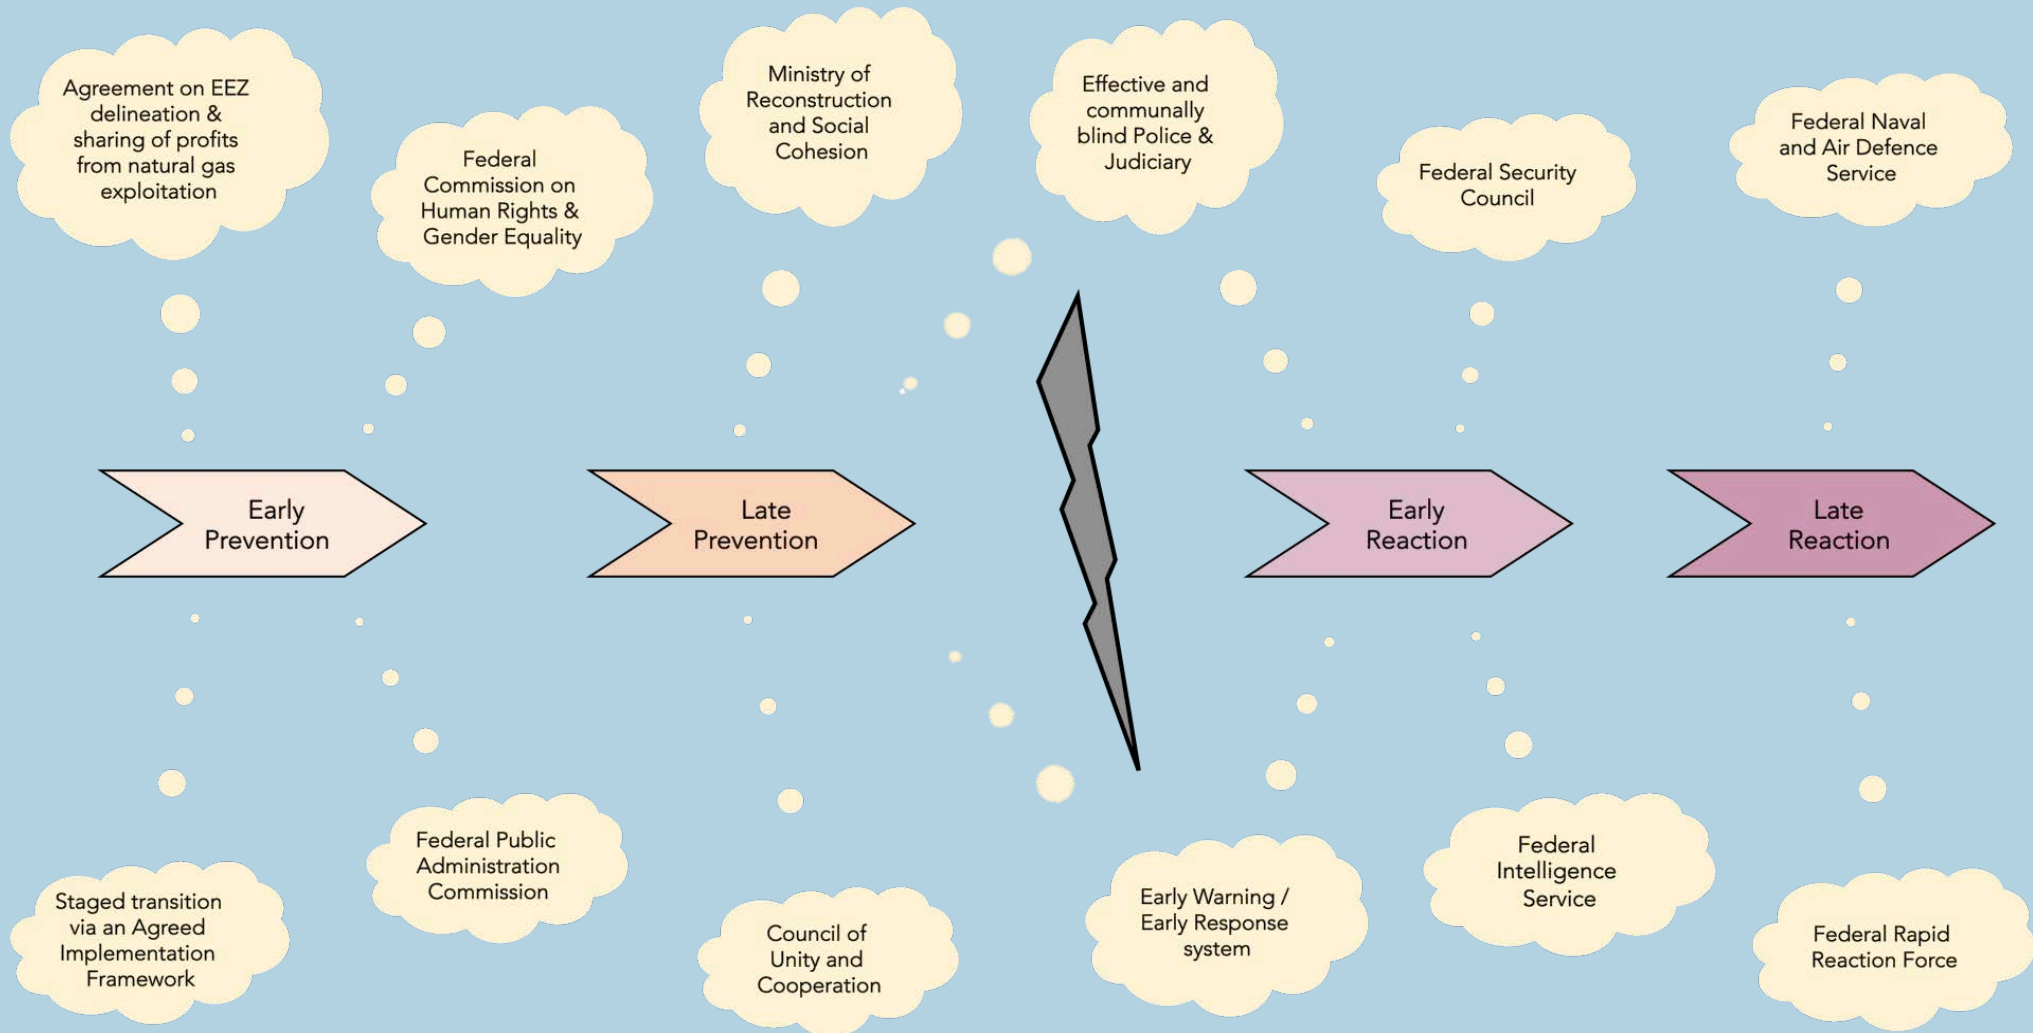 Agreement on EEZ
delineation &
sharing of profits
from natural gas
exploitation
Federal
Commission on
Human Rights &
Gender Equality
Ministry of
Reconstruction
and Social
Cohesion
Effective and
communally
blind Police &
Judiciary
Federal Security
Council
Federal Naval
and Air Defence
Service
Early
Prevention
Late
Prevention
Early
Reaction
Late
Reaction
Staged transition
via an Agreed
Implementation
Framework
Federal Public
Administration
Commission
Council of
Unity and
Cooperation
Early Warning /
Early Response
system
Federal
Intelligence
Service
Federal Rapid
Reaction Force